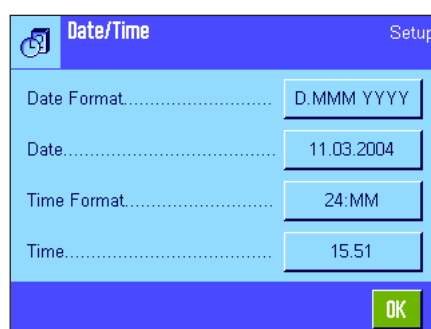 Date/Time Setup
Date Format........................... D.MMM YYYY
Date....................................... 11.03.2004
Time Format........................... 24:MM
Time...................................... 15.51
OK